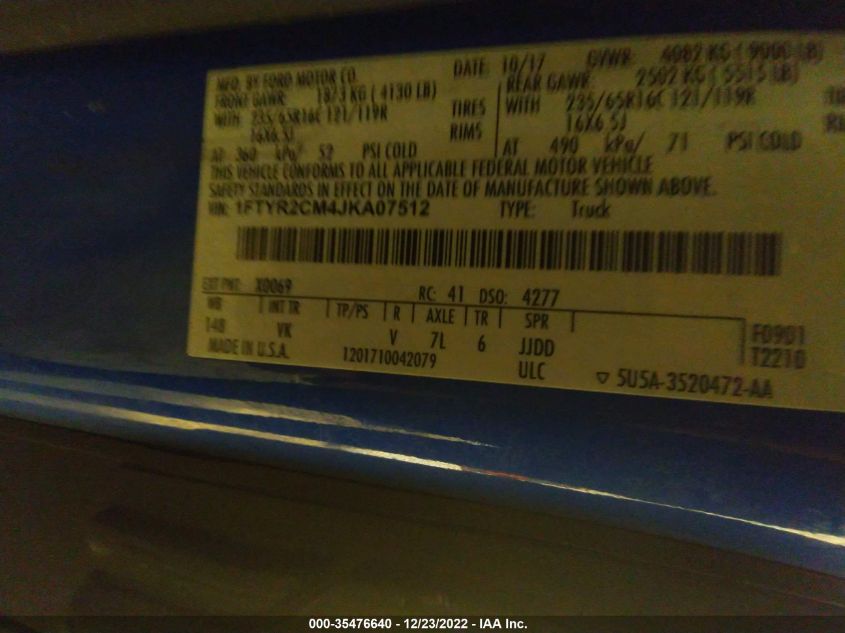 MFD. BY FORD MOTOR CO. DATE: 10/17 GVWR: 4082 KG ( 9000 LB)
FRONT GAWR: 1873 KG ( 4130 LB) REAR GAWR: 2502 KG ( 5515 LB)
WITH 235/65R16C 121/119R TIRES WITH 235/65R16C 121/119R
16X6.5J RIMS 16X6.5J
AT 360 kPa/ 52 PSI COLD AT 490 kPa/ 71 PSI COLD
THIS VEHICLE CONFORMS TO ALL APPLICABLE FEDERAL MOTOR VEHICLE
SAFETY STANDARDS IN EFFECT ON THE DATE OF MANUFACTURE SHOWN ABOVE.
VIN: 1FTYR2CM4JKA07512 TYPE: Truck
EXT PNT: X0069 RC: 41 DSO: 4277
WB INT TR TP/PS R AXLE TR SPR
148 VK V 7L 6 JJDD F0901
MADE IN U.S.A. 1201710042079 ULC T2210
5U5A-3520472-AA
000-35476640 - 12/23/2022 - IAA Inc.